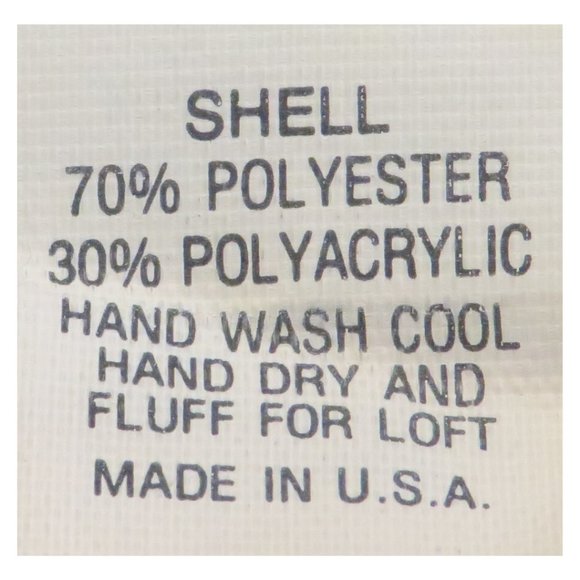 SHELL
70% POLYESTER
30% POLYACRYLIC
HAND WASH COOL
HAND DRY AND
FLUFF FOR LOFT
MADE IN U.S.A.